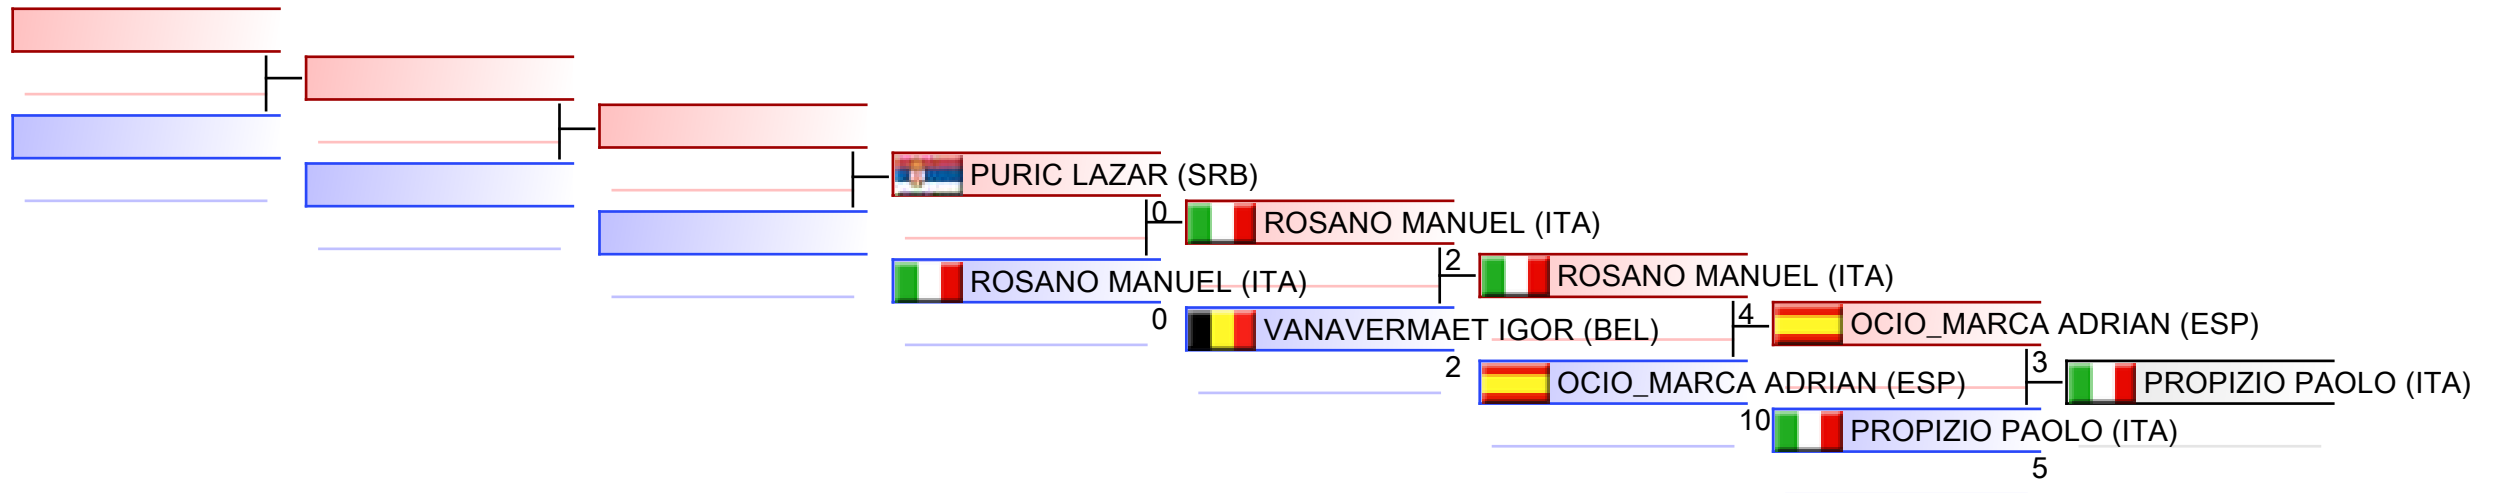 PURIC LAZAR (SRB)
0
ROSANO MANUEL (ITA)
ROSANO MANUEL (ITA)
0
2
VANAVERMAET IGOR (BEL)
2
ROSANO MANUEL (ITA)
4
OCIO_MARCA ADRIAN (ESP)
10
OCIO_MARCA ADRIAN (ESP)
3
PROPIZIO PAOLO (ITA)
5
PROPIZIO PAOLO (ITA)